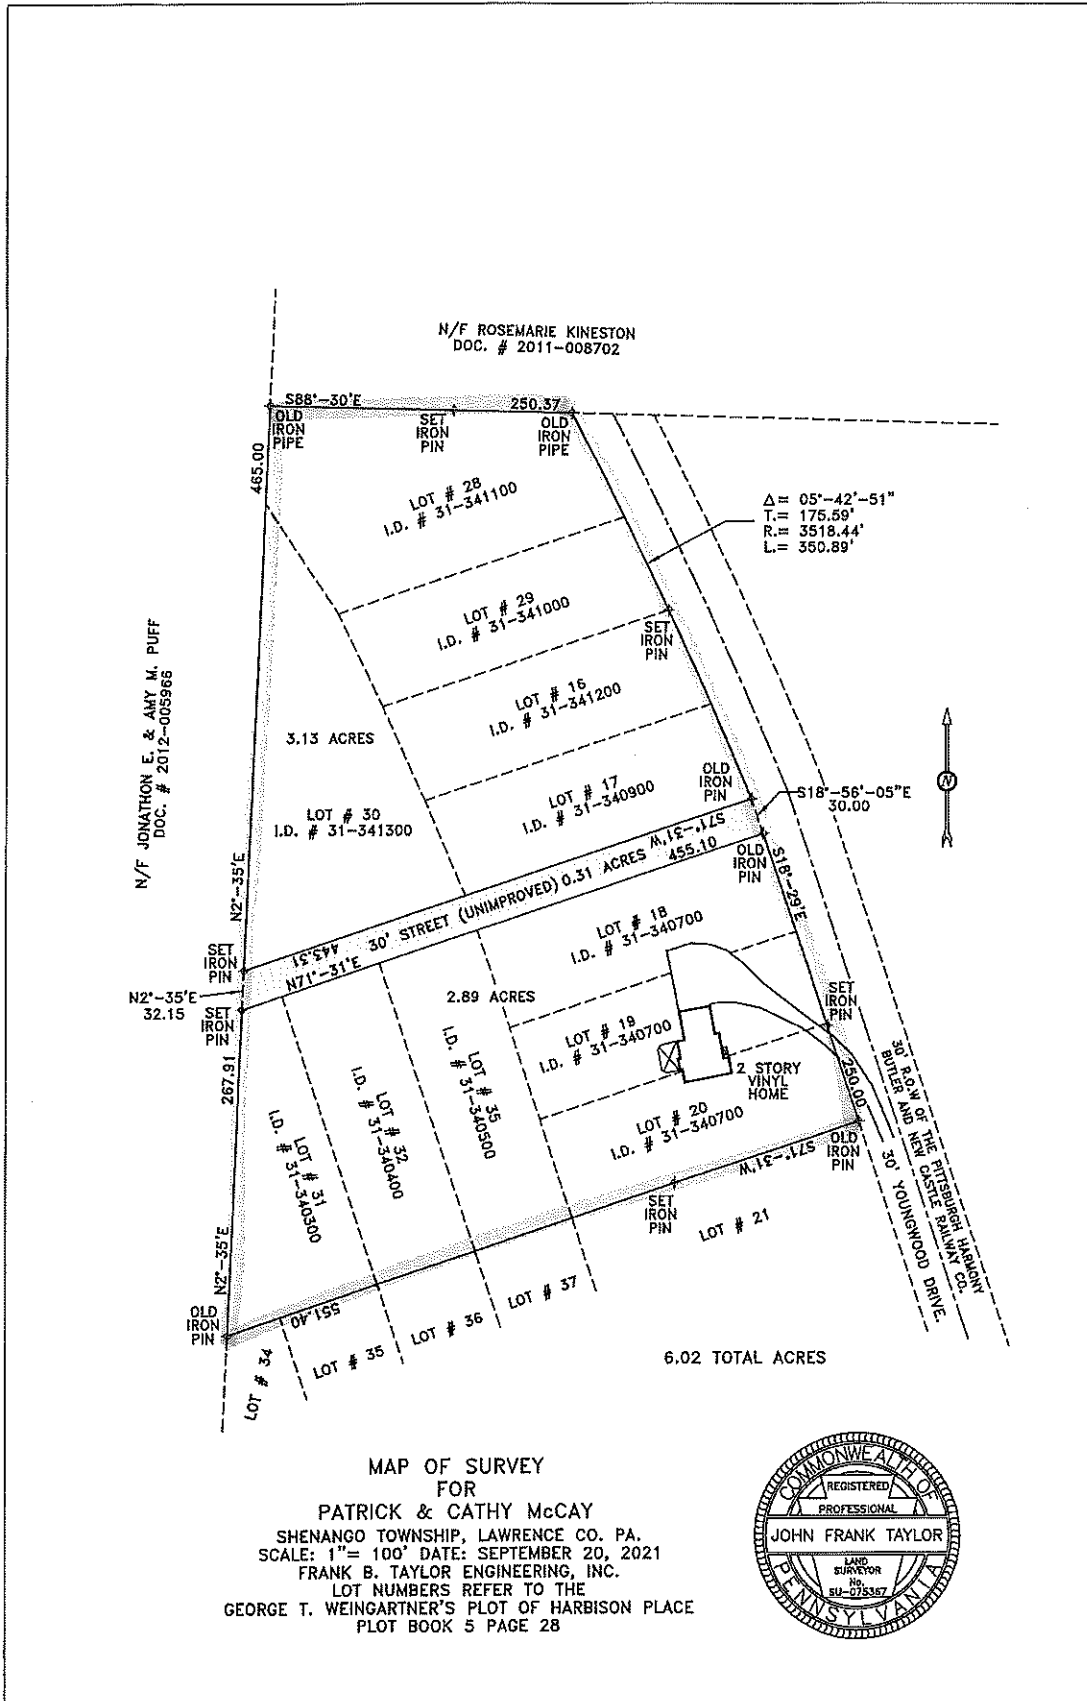 N/F ROSEMARIE KINESTON
DOC. # 2011-008702
S88°-30'E
250.37
OLD
IRON
PIPE
SET
IRON
PIN
OLD
IRON
PIPE
465.00
LOT # 28
I.D. # 31-341100
Δ= 05°-42'-51"
T.= 175.59'
R.= 3518.44'
L.= 350.89'
LOT # 29
I.D. # 31-341000
SET
IRON
PIN
N/F JONATHON E. & AMY M. PUFF
DOC. # 2012-005966
LOT # 16
I.D. # 31-341200
3.13 ACRES
LOT # 30
I.D. # 31-341300
LOT # 17
I.D. # 31-340900
OLD
IRON
PIN
S18°-56'-05"E
30.00
N
S71°-31'W
443.31
30' STREET (UNIMPROVED) 0.31 ACRES
455.10
N71°-31'E
OLD
IRON
PIN
S18°-29'E
N2°-35'E
SET
IRON
PIN
N2°-35'E
32.15
SET
IRON
PIN
267.91
LOT # 18
I.D. # 31-340700
2.89 ACRES
LOT # 19
I.D. # 31-340700
SET
IRON
PIN
2 STORY
VINYL
HOME
250.00
LOT # 20
I.D. # 31-340700
LOT # 35
I.D. # 31-340500
LOT # 32
I.D. # 31-340400
LOT # 31
I.D. # 31-340300
S71°-31'W
OLD
IRON
PIN
SET
IRON
PIN
LOT # 21
30' R.O.W OF THE PITTSBURGH HARMONY
BUTLER AND NEW CASTLE RAILWAY CO.
30' YOUNGWOOD DRIVE.
N2°-35'E
OLD
IRON
PIN
551.40
LOT # 34
LOT # 35
LOT # 36
LOT # 37
6.02 TOTAL ACRES
MAP OF SURVEY
FOR
PATRICK & CATHY McCAY
SHENANGO TOWNSHIP, LAWRENCE CO. PA.
SCALE: 1"= 100' DATE: SEPTEMBER 20, 2021
FRANK B. TAYLOR ENGINEERING, INC.
LOT NUMBERS REFER TO THE
GEORGE T. WEINGARTNER'S PLOT OF HARBISON PLACE
PLOT BOOK 5 PAGE 28
COMMONWEALTH OF
REGISTERED
PROFESSIONAL
JOHN FRANK TAYLOR
LAND
SURVEYOR
No.
SU-075367
PENNSYLVANIA